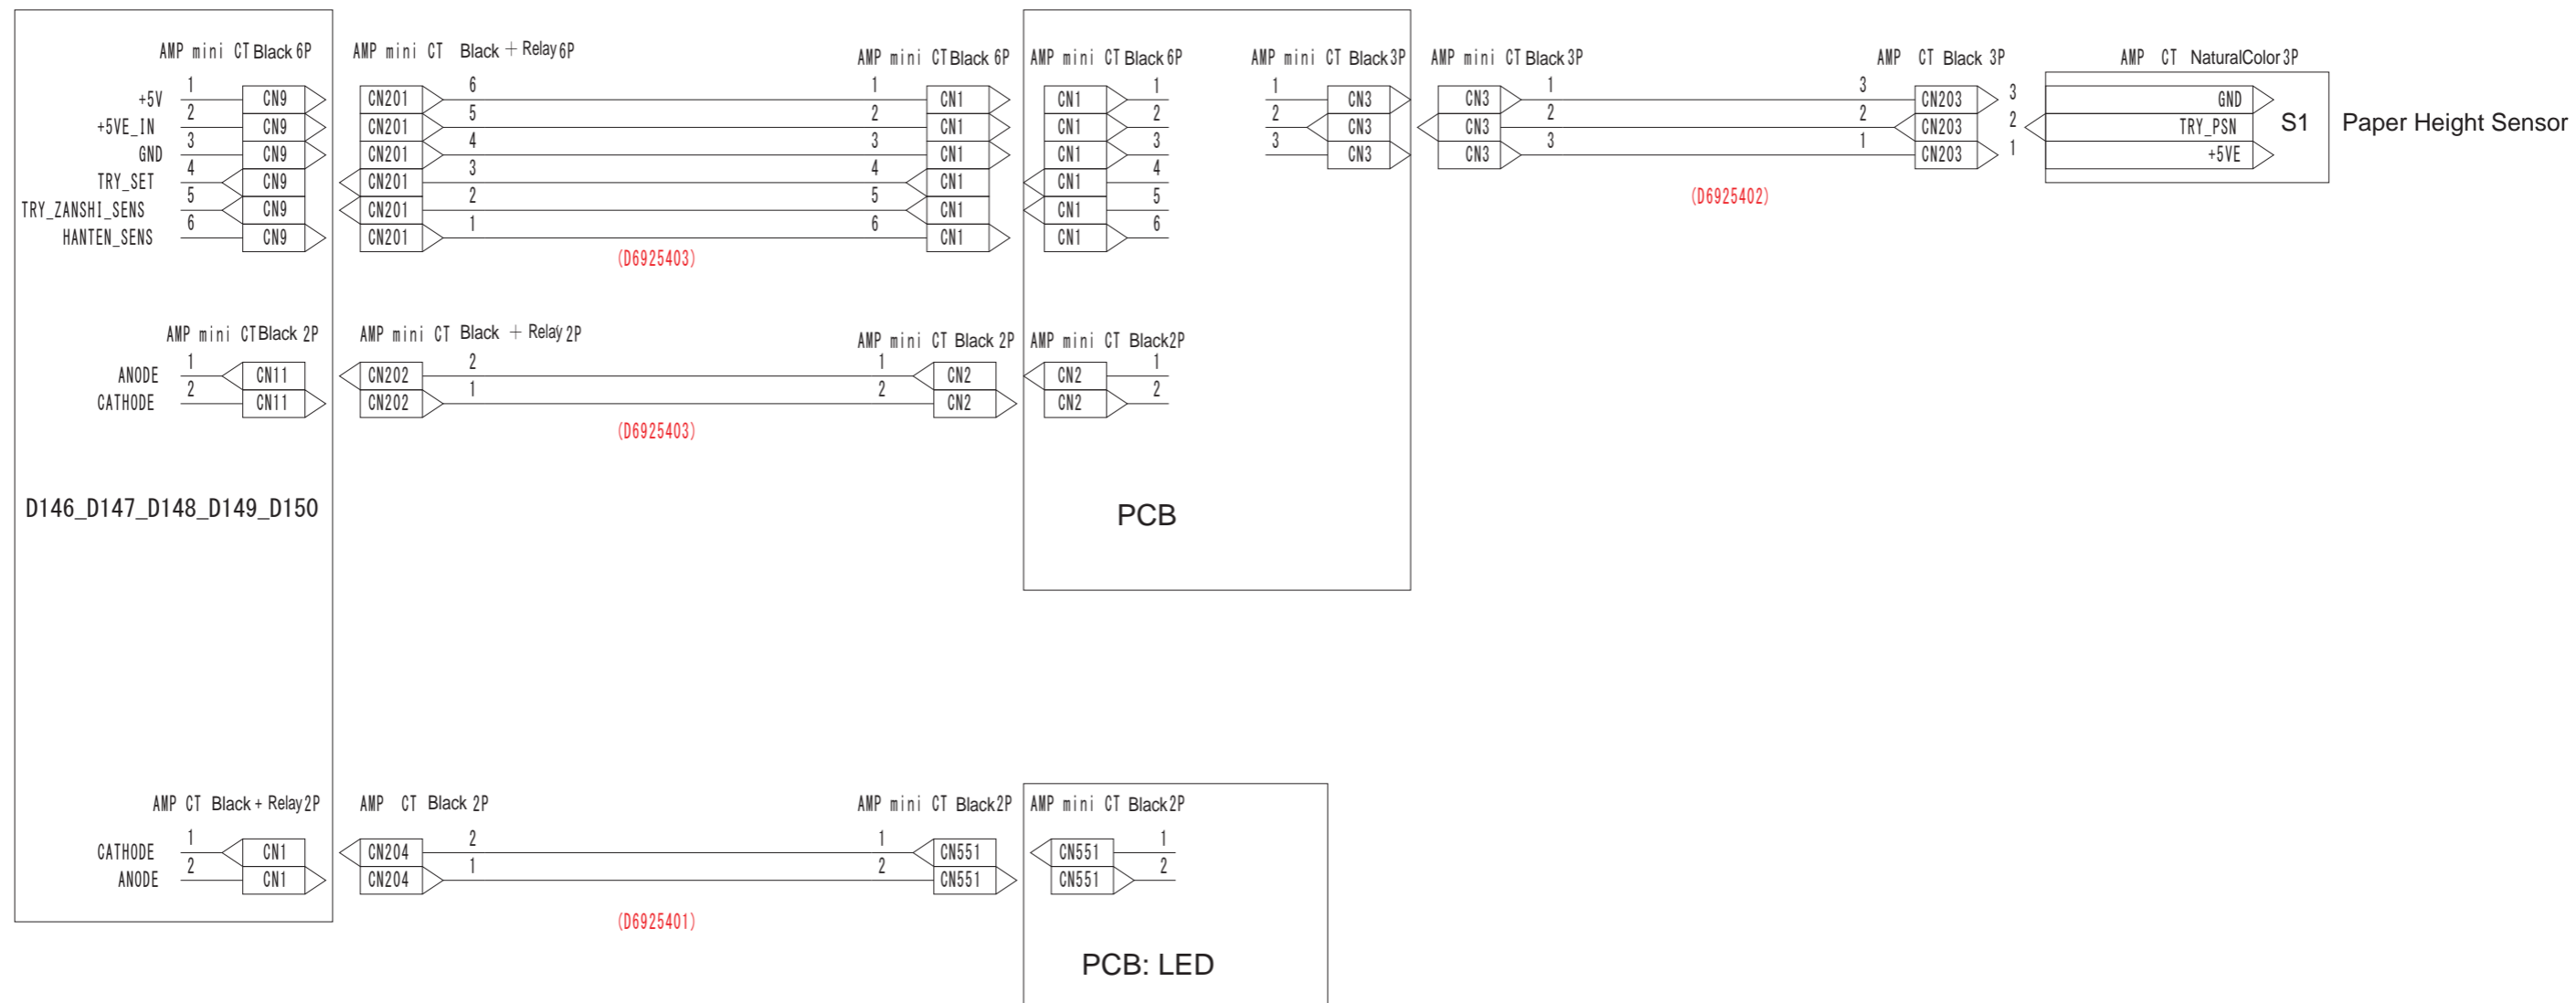 AMP mini CT Black 6P AMP mini CT Black + Relay 6P AMP mini CT Black 6P AMP mini CT Black 6P AMP mini CT Black 3P AMP mini CT Black 3P AMP CT Black 3P AMP CT NaturalColor 3P
+5V 1 CN9 CN201 6 1 CN1 CN1 1 1 CN3 CN3 1 3 CN203 3 GND
+5VE_IN 2 CN9 CN201 5 2 CN1 CN1 2 2 CN3 CN3 2 2 CN203 2 TRY_PSN S1 Paper Height Sensor
GND 3 CN9 CN201 4 3 CN1 CN1 3 3 CN3 CN3 3 1 CN203 1 +5VE
TRY_SET 4 CN9 CN201 3 4 CN1 CN1 4
TRY_ZANSHI_SENS 5 CN9 CN201 2 5 CN1 CN1 5
HANTEN_SENS 6 CN9 CN201 1 6 CN1 CN1 6
(D6925403) (D6925402)
AMP mini CT Black 2P AMP mini CT Black + Relay 2P AMP mini CT Black 2P AMP mini CT Black 2P
ANODE 1 CN11 CN202 2 1 CN2 CN2 1
CATHODE 2 CN11 CN202 1 2 CN2 CN2 2
(D6925403)
D146_D147_D148_D149_D150
PCB
AMP CT Black + Relay 2P AMP CT Black 2P AMP mini CT Black 2P AMP mini CT Black 2P
CATHODE 1 CN1 CN204 2 1 CN551 CN551 1
ANODE 2 CN1 CN204 1 2 CN551 CN551 2
(D6925401)
PCB: LED